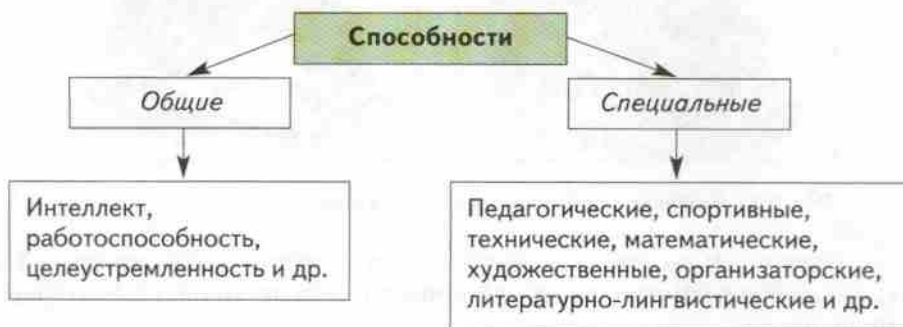 Способности
Общие
Специальные
Интеллект,
работоспособность,
целеустремленность и др.
Педагогические, спортивные,
технические, математические,
художественные, организаторские,
литературно-лингвистические и др.